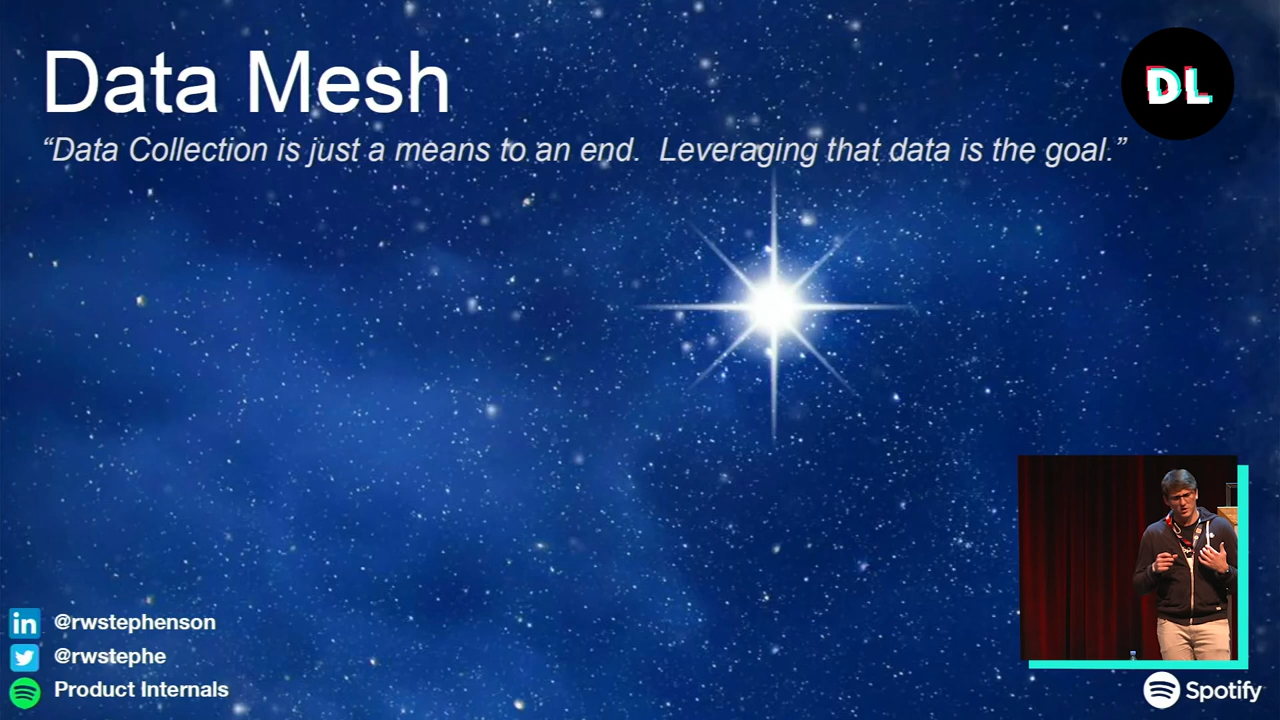 Data Mesh
DL
“Data Collection is just a means to an end.  Leveraging that data is the goal.”
in @rwstephenson
@rwstephe
Product Internals
Spotify